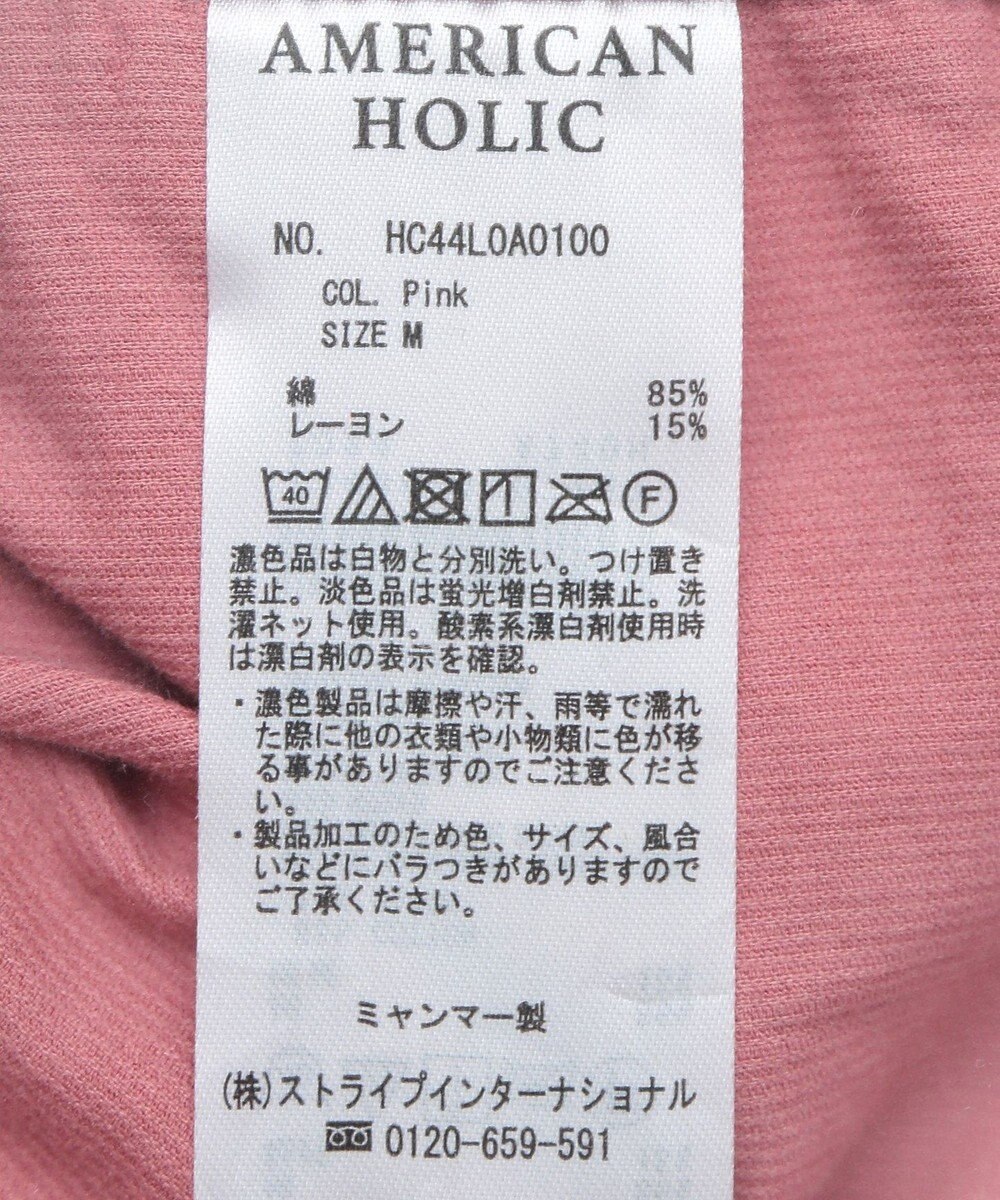 AMERICAN
HOLIC
NO. HC44L0A0100
COL. Pink
SIZE M
綿 85%
レーヨン 15%
40 F
濃色品は白物と分別洗い。つけ置き
禁止。淡色品は蛍光増白剤禁止。洗
濯ネット使用。酸素系漂白剤使用時
は漂白剤の表示を確認。
・濃色製品は摩擦や汗、雨等で濡れ
た際に他の衣類や小物類に色が移
る事がありますのでご注意くださ
い。
・製品加工のため色、サイズ、風合
いなどにバラつきがありますので
ご了承ください。
ミャンマー製
(株)ストライプインターナショナル
0120-659-591